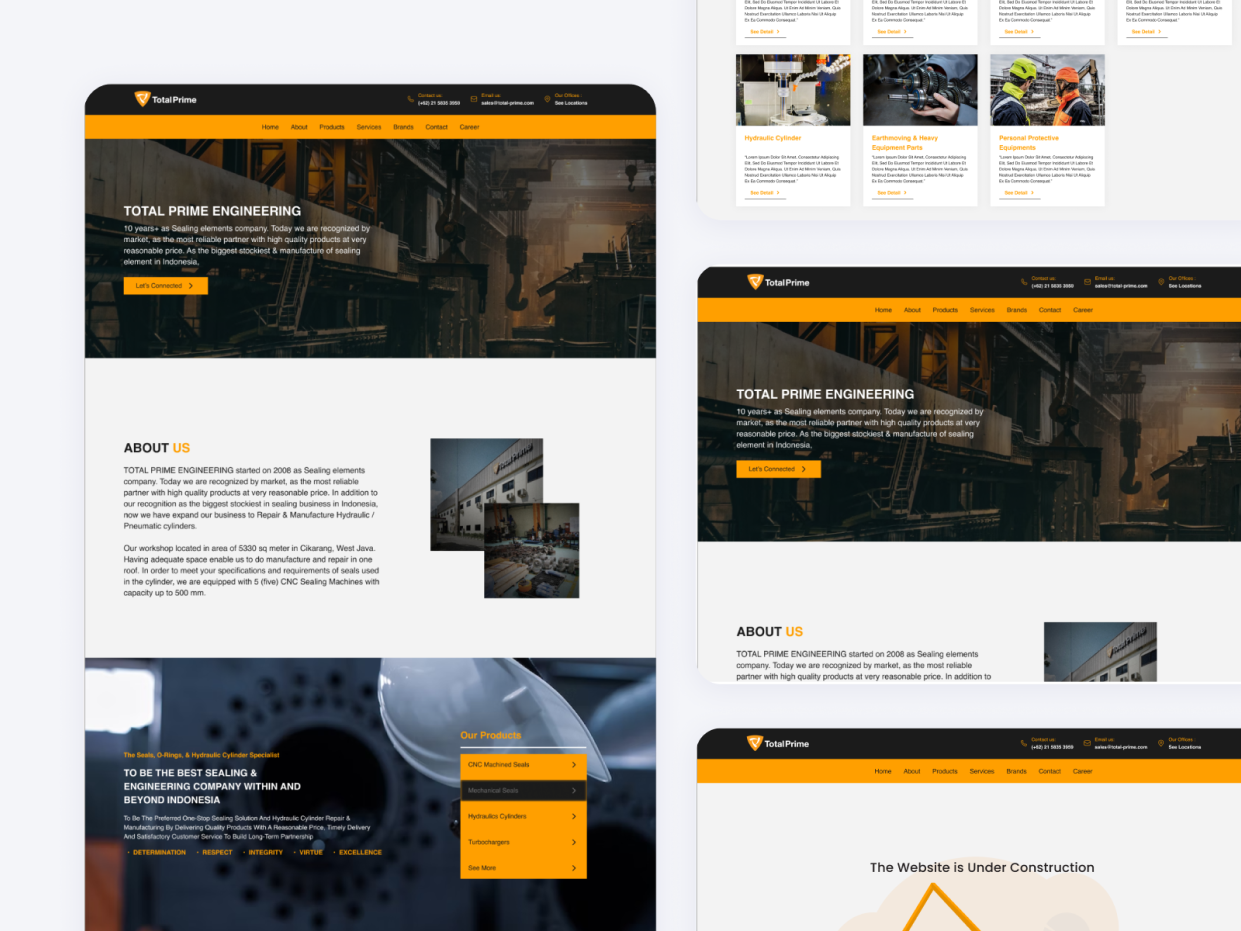 TotalPrime
Contact us:
(+62) 21 5835 3959
Email us:
sales@total-prime.com
Our Offices :
See Locations
Home About Products Services Brands Contact Career
TOTAL PRIME ENGINEERING
10 years+ as Sealing elements company. Today we are recognized by
market, as the most reliable partner with high quality products at very
reasonable price. As the biggest stockiest & manufacture of sealing
element in Indonesia.
Let's Connected
ABOUT US
TOTAL PRIME ENGINEERING started on 2008 as Sealing elements
company. Today we are recognized by market, as the most reliable
partner with high quality products at very reasonable price. In addition to
our recognition as the biggest stockiest in sealing business in Indonesia,
now we have expand our business to Repair & Manufacture Hydraulic /
Pneumatic cylinders.
Our workshop located in area of 5330 sq meter in Cikarang, West Java.
Having adequate space enable us to do manufacture and repair in one
roof. In order to meet your specifications and requirements of seals used
in the cylinder, we are equipped with 5 (five) CNC Sealing Machines with
capacity up to 500 mm.
The Seals, O-Rings, & Hydraulic Cylinder Specialist
TO BE THE BEST SEALING &
ENGINEERING COMPANY WITHIN AND
BEYOND INDONESIA
To Be The Preferred One-Stop Sealing Solution And Hydraulic Cylinder Repair &
Manufacturing By Delivering Quality Products With A Reasonable Price, Timely Delivery
And Satisfactory Customer Service To Build Long-Term Partnership
· DETERMINATION · RESPECT · INTEGRITY · VIRTUE · EXCELLENCE
Our Products
CNC Machined Seals
Mechanical Seals
Hydraulics Cylinders
Turbochargers
See More
Elit, Sed Do Eiusmod Tempor Incididunt Ut Labore Et
Dolore Magna Aliqua. Ut Enim Ad Minim Veniam, Quis
Nostrud Exercitation Ullamco Laboris Nisi Ut Aliquip
Ex Ea Commodo Consequat."
See Detail
Elit, Sed Do Eiusmod Tempor Incididunt Ut Labore Et
Dolore Magna Aliqua. Ut Enim Ad Minim Veniam, Quis
Nostrud Exercitation Ullamco Laboris Nisi Ut Aliquip
Ex Ea Commodo Consequat."
See Detail
Elit, Sed Do Eiusmod Tempor Incididunt Ut Labore Et
Dolore Magna Aliqua. Ut Enim Ad Minim Veniam, Quis
Nostrud Exercitation Ullamco Laboris Nisi Ut Aliquip
Ex Ea Commodo Consequat."
See Detail
Elit, Sed Do Eiusmod Tempor Incididunt Ut Labore Et
Dolore Magna Aliqua. Ut Enim Ad Minim Veniam, Quis
Nostrud Exercitation Ullamco Laboris Nisi Ut Aliquip
Ex Ea Commodo Consequat."
See Detail
Hydraulic Cylinder
"Lorem Ipsum Dolor Sit Amet, Consectetur Adipiscing
Elit, Sed Do Eiusmod Tempor Incididunt Ut Labore Et
Dolore Magna Aliqua. Ut Enim Ad Minim Veniam, Quis
Nostrud Exercitation Ullamco Laboris Nisi Ut Aliquip
Ex Ea Commodo Consequat."
See Detail
Earthmoving & Heavy
Equipment Parts
"Lorem Ipsum Dolor Sit Amet, Consectetur Adipiscing
Elit, Sed Do Eiusmod Tempor Incididunt Ut Labore Et
Dolore Magna Aliqua. Ut Enim Ad Minim Veniam, Quis
Nostrud Exercitation Ullamco Laboris Nisi Ut Aliquip
Ex Ea Commodo Consequat."
See Detail
Personal Protective
Equipments
"Lorem Ipsum Dolor Sit Amet, Consectetur Adipiscing
Elit, Sed Do Eiusmod Tempor Incididunt Ut Labore Et
Dolore Magna Aliqua. Ut Enim Ad Minim Veniam, Quis
Nostrud Exercitation Ullamco Laboris Nisi Ut Aliquip
Ex Ea Commodo Consequat."
See Detail
TotalPrime
Contact us:
(+62) 21 5835 3959
Email us:
sales@total-prime.com
Our Offices :
See Locations
Home About Products Services Brands Contact Career
TOTAL PRIME ENGINEERING
10 years+ as Sealing elements company. Today we are recognized by
market, as the most reliable partner with high quality products at very
reasonable price. As the biggest stockiest & manufacture of sealing
element in Indonesia.
Let's Connected
ABOUT US
TOTAL PRIME ENGINEERING started on 2008 as Sealing elements
company. Today we are recognized by market, as the most reliable
partner with high quality products at very reasonable price. In addition to
TotalPrime
Contact us:
(+62) 21 5835 3959
Email us:
sales@total-prime.com
Our Offices :
See Locations
Home About Products Services Brands Contact Career
The Website is Under Construction